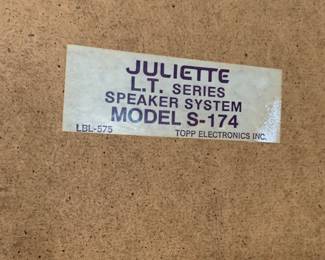 JULIETTE
L.T. SERIES
SPEAKER SYSTEM
MODEL S-174
LBL-575 TOPP ELECTRONICS INC.